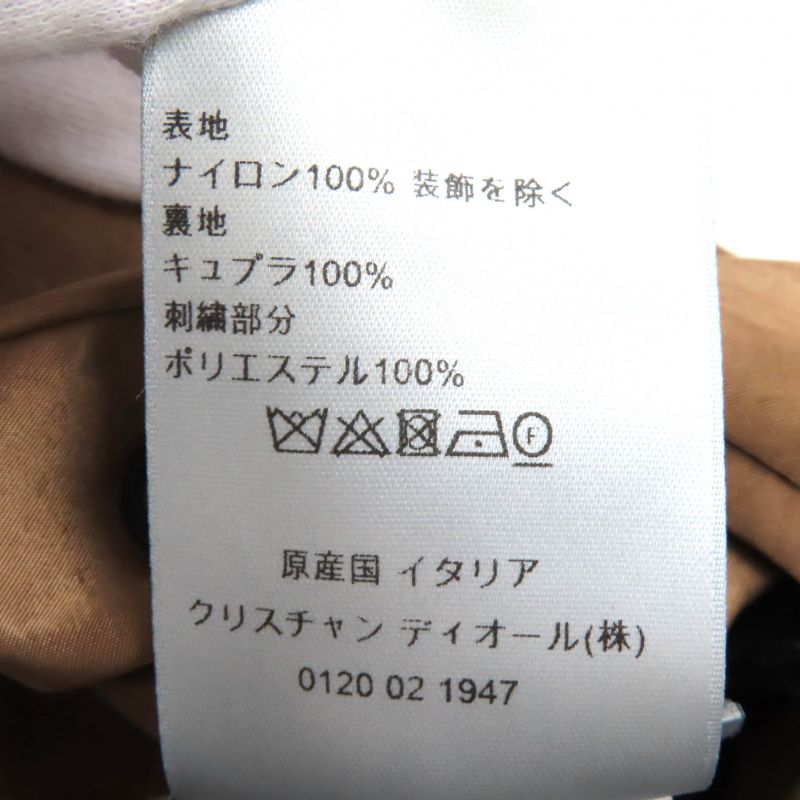 表地
ナイロン100% 装飾を除く
裏地
キュプラ100%
刺繍部分
ポリエステル100%
F
原産国 イタリア
クリスチャン ディオール(株)
0120 02 1947